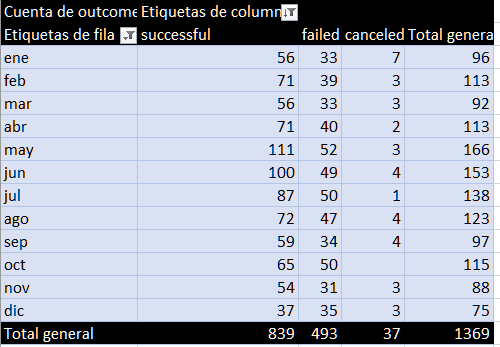 Cuenta de outcome Etiquetas de column
Etiquetas de fila successful failed canceled Total genera
ene 56 33 7 96
feb 71 39 3 113
mar 56 33 3 92
abr 71 40 2 113
may 111 52 3 166
jun 100 49 4 153
jul 87 50 1 138
ago 72 47 4 123
sep 59 34 4 97
oct 65 50 115
nov 54 31 3 88
dic 37 35 3 75
Total general 839 493 37 1369